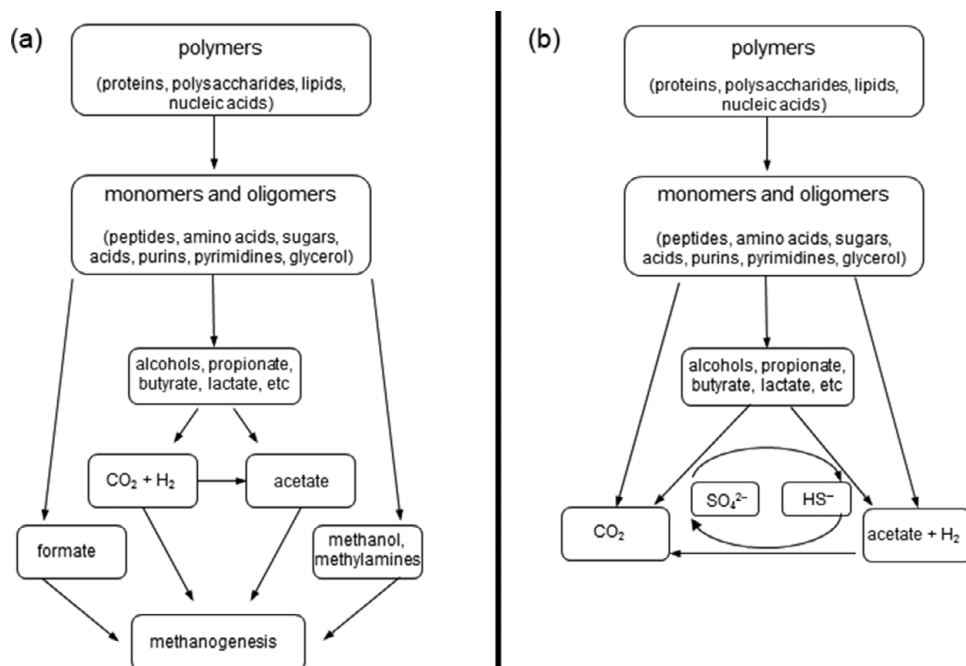 (a)
polymers
(proteins, polysaccharides, lipids,
nucleic acids)
monomers and oligomers
(peptides, amino acids, sugars,
acids, purins, pyrimidines, glycerol)
alcohols, propionate,
butyrate, lactate, etc
CO₂ + H₂
acetate
formate
methanol,
methylamines
methanogenesis
(b)
polymers
(proteins, polysaccharides, lipids,
nucleic acids)
monomers and oligomers
(peptides, amino acids, sugars,
acids, purins, pyrimidines, glycerol)
alcohols, propionate,
butyrate, lactate, etc
SO₄²⁻
HS⁻
CO₂
acetate + H₂